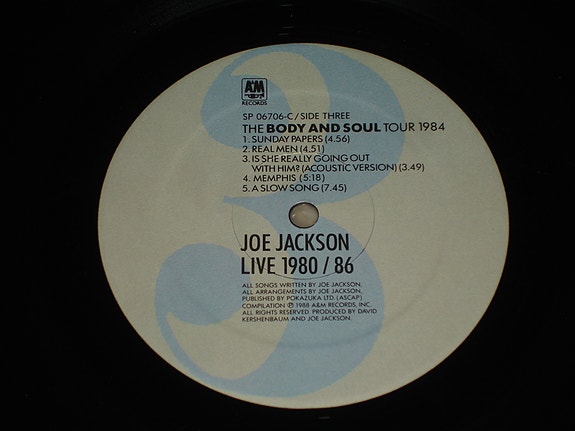 A&M
RECORDS
SP 06706-C/SIDE THREE
THE BODY AND SOUL TOUR 1984
1. SUNDAY PAPERS (4.56)
2. REAL MEN (4.51)
3. IS SHE REALLY GOING OUT
WITH HIM? (ACOUSTIC VERSION) (3.49)
4. MEMPHIS (5:18)
5. A SLOW SONG (7.45)
JOE JACKSON
LIVE 1980/86
ALL SONGS WRITTEN BY JOE JACKSON.
ALL ARRANGEMENTS BY JOE JACKSON.
PUBLISHED BY POKAZUKA LTD. (ASCAP)
COMPILATION ℗ 1988 A&M RECORDS, INC.
ALL RIGHTS RESERVED. PRODUCED BY DAVID
KERSHENBAUM AND JOE JACKSON.
3